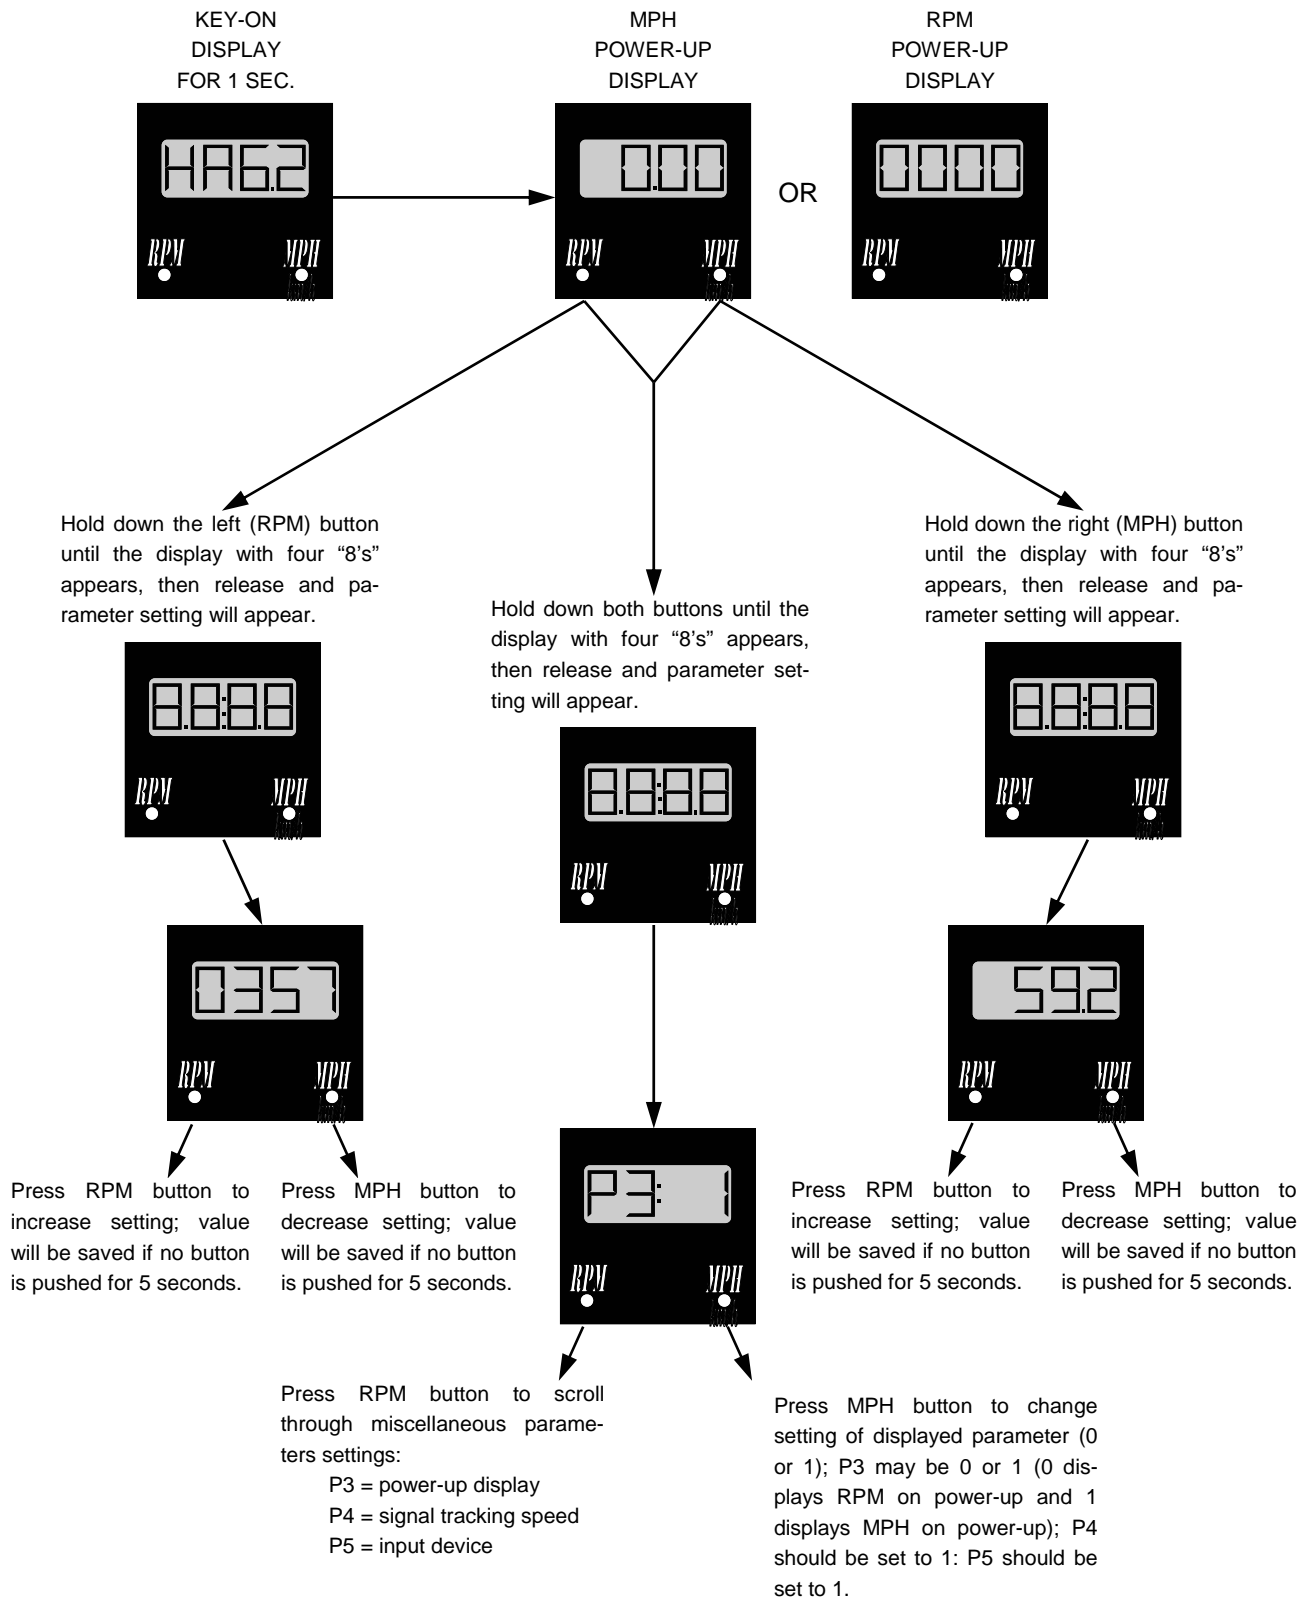 KEY-ON
DISPLAY
FOR 1 SEC.
MPH
POWER-UP
DISPLAY
RPM
POWER-UP
DISPLAY
HA6.2
RPM
MPH
0.00
RPM
MPH
OR
0000
RPM
MPH
Hold down the left (RPM) button
until the display with four “8’s”
appears, then release and pa-
rameter setting will appear.
Hold down both buttons until the
display with four “8’s” appears,
then release and parameter set-
ting will appear.
Hold down the right (MPH) button
until the display with four “8’s”
appears, then release and pa-
rameter setting will appear.
8.8:8.8
RPM
MPH
8.8:8.8
RPM
MPH
8.8:8.8
RPM
MPH
0357
RPM
MPH
59.2
RPM
MPH
P3: 1
RPM
MPH
Press RPM button to
increase setting; value
will be saved if no button
is pushed for 5 seconds.
Press MPH button to
decrease setting; value
will be saved if no button
is pushed for 5 seconds.
Press RPM button to
increase setting; value
will be saved if no button
is pushed for 5 seconds.
Press MPH button to
decrease setting; value
will be saved if no button
is pushed for 5 seconds.
Press RPM button to scroll
through miscellaneous parame-
ters settings:
P3 = power-up display
P4 = signal tracking speed
P5 = input device
Press MPH button to change
setting of displayed parameter (0
or 1); P3 may be 0 or 1 (0 dis-
plays RPM on power-up and 1
displays MPH on power-up); P4
should be set to 1: P5 should be
set to 1.